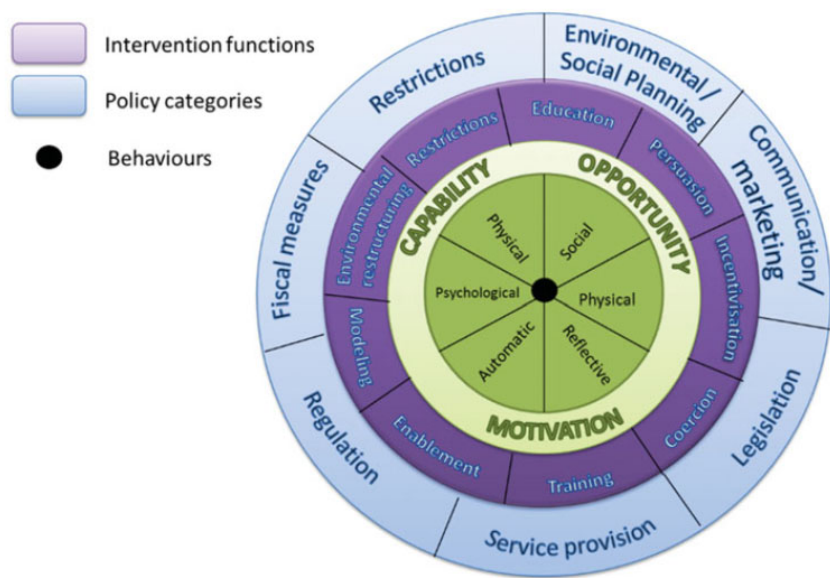 Intervention functions
Policy categories
Behaviours
Restrictions
Environmental/
Social Planning
Communication/
marketing
Legislation
Service provision
Regulation
Fiscal measures
Restrictions
Education
Persuasion
Incentivisation
Coercion
Training
Enablement
Modeling
Environmental
restructuring
CAPABILITY
OPPORTUNITY
MOTIVATION
Physical
Social
Physical
Reflective
Automatic
Psychological